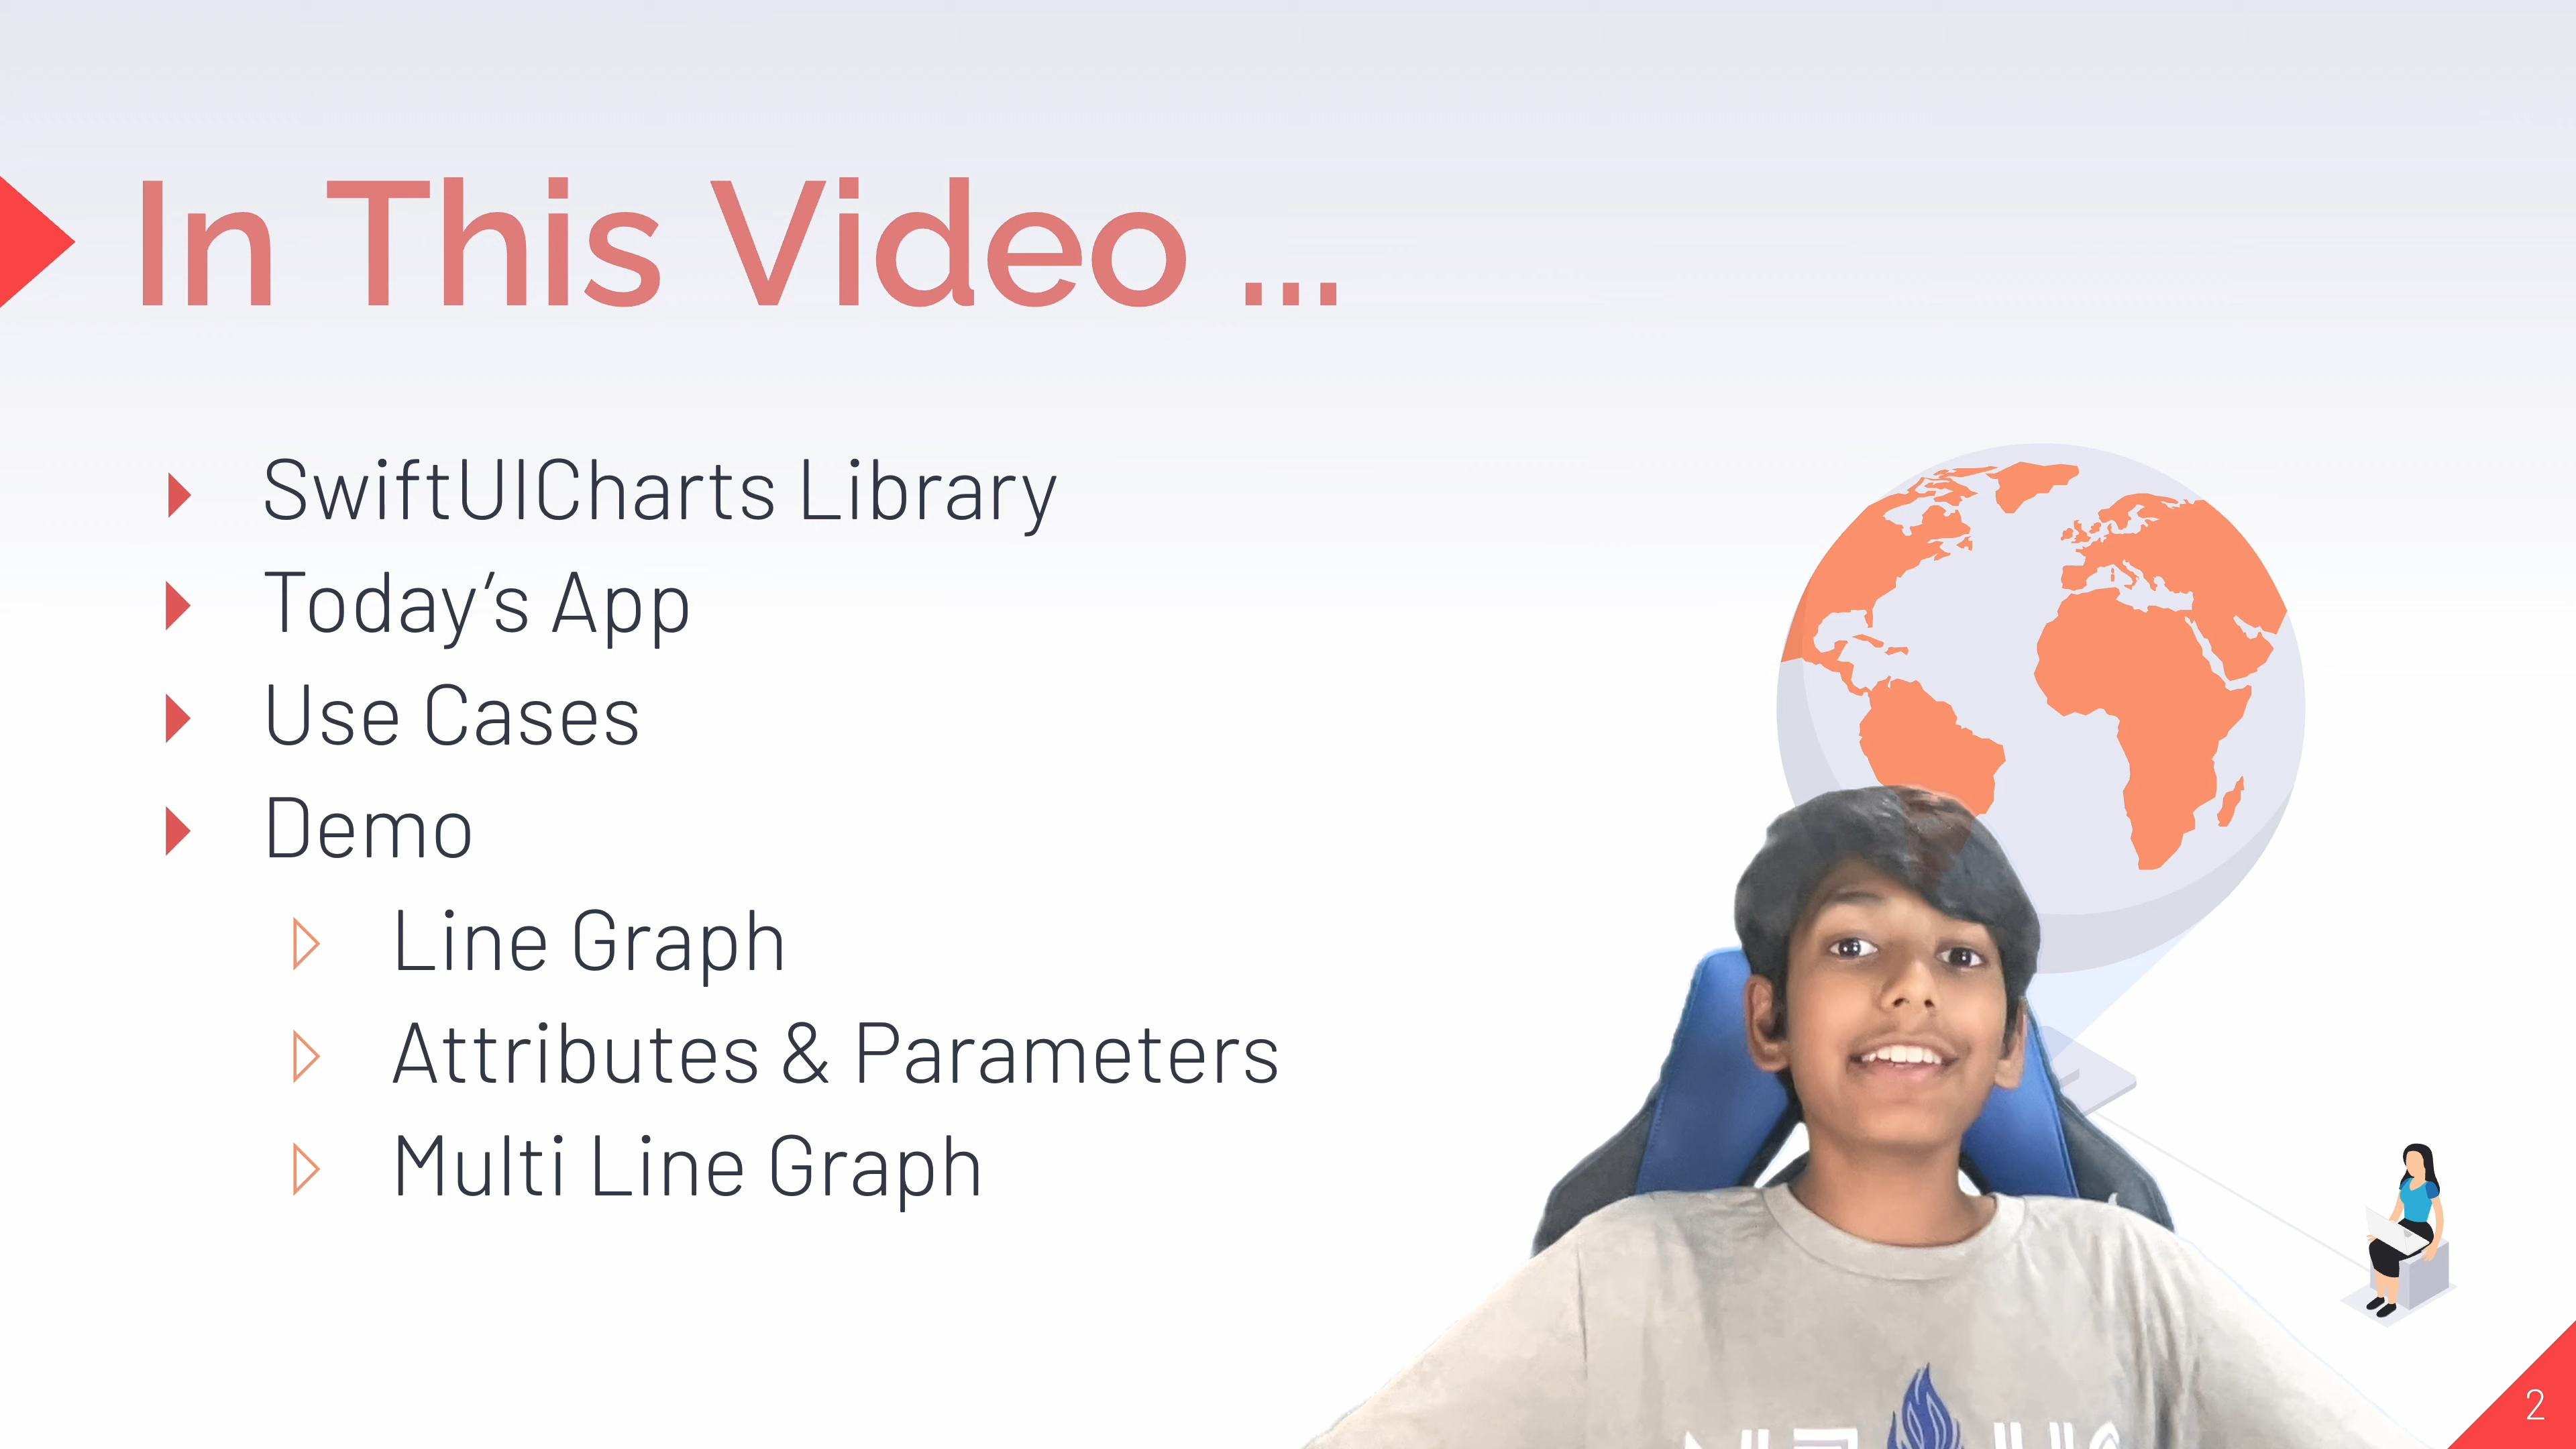 In This Video ...
SwiftUICharts Library
Today’s App
Use Cases
Demo
Line Graph
Attributes & Parameters
Multi Line Graph
2